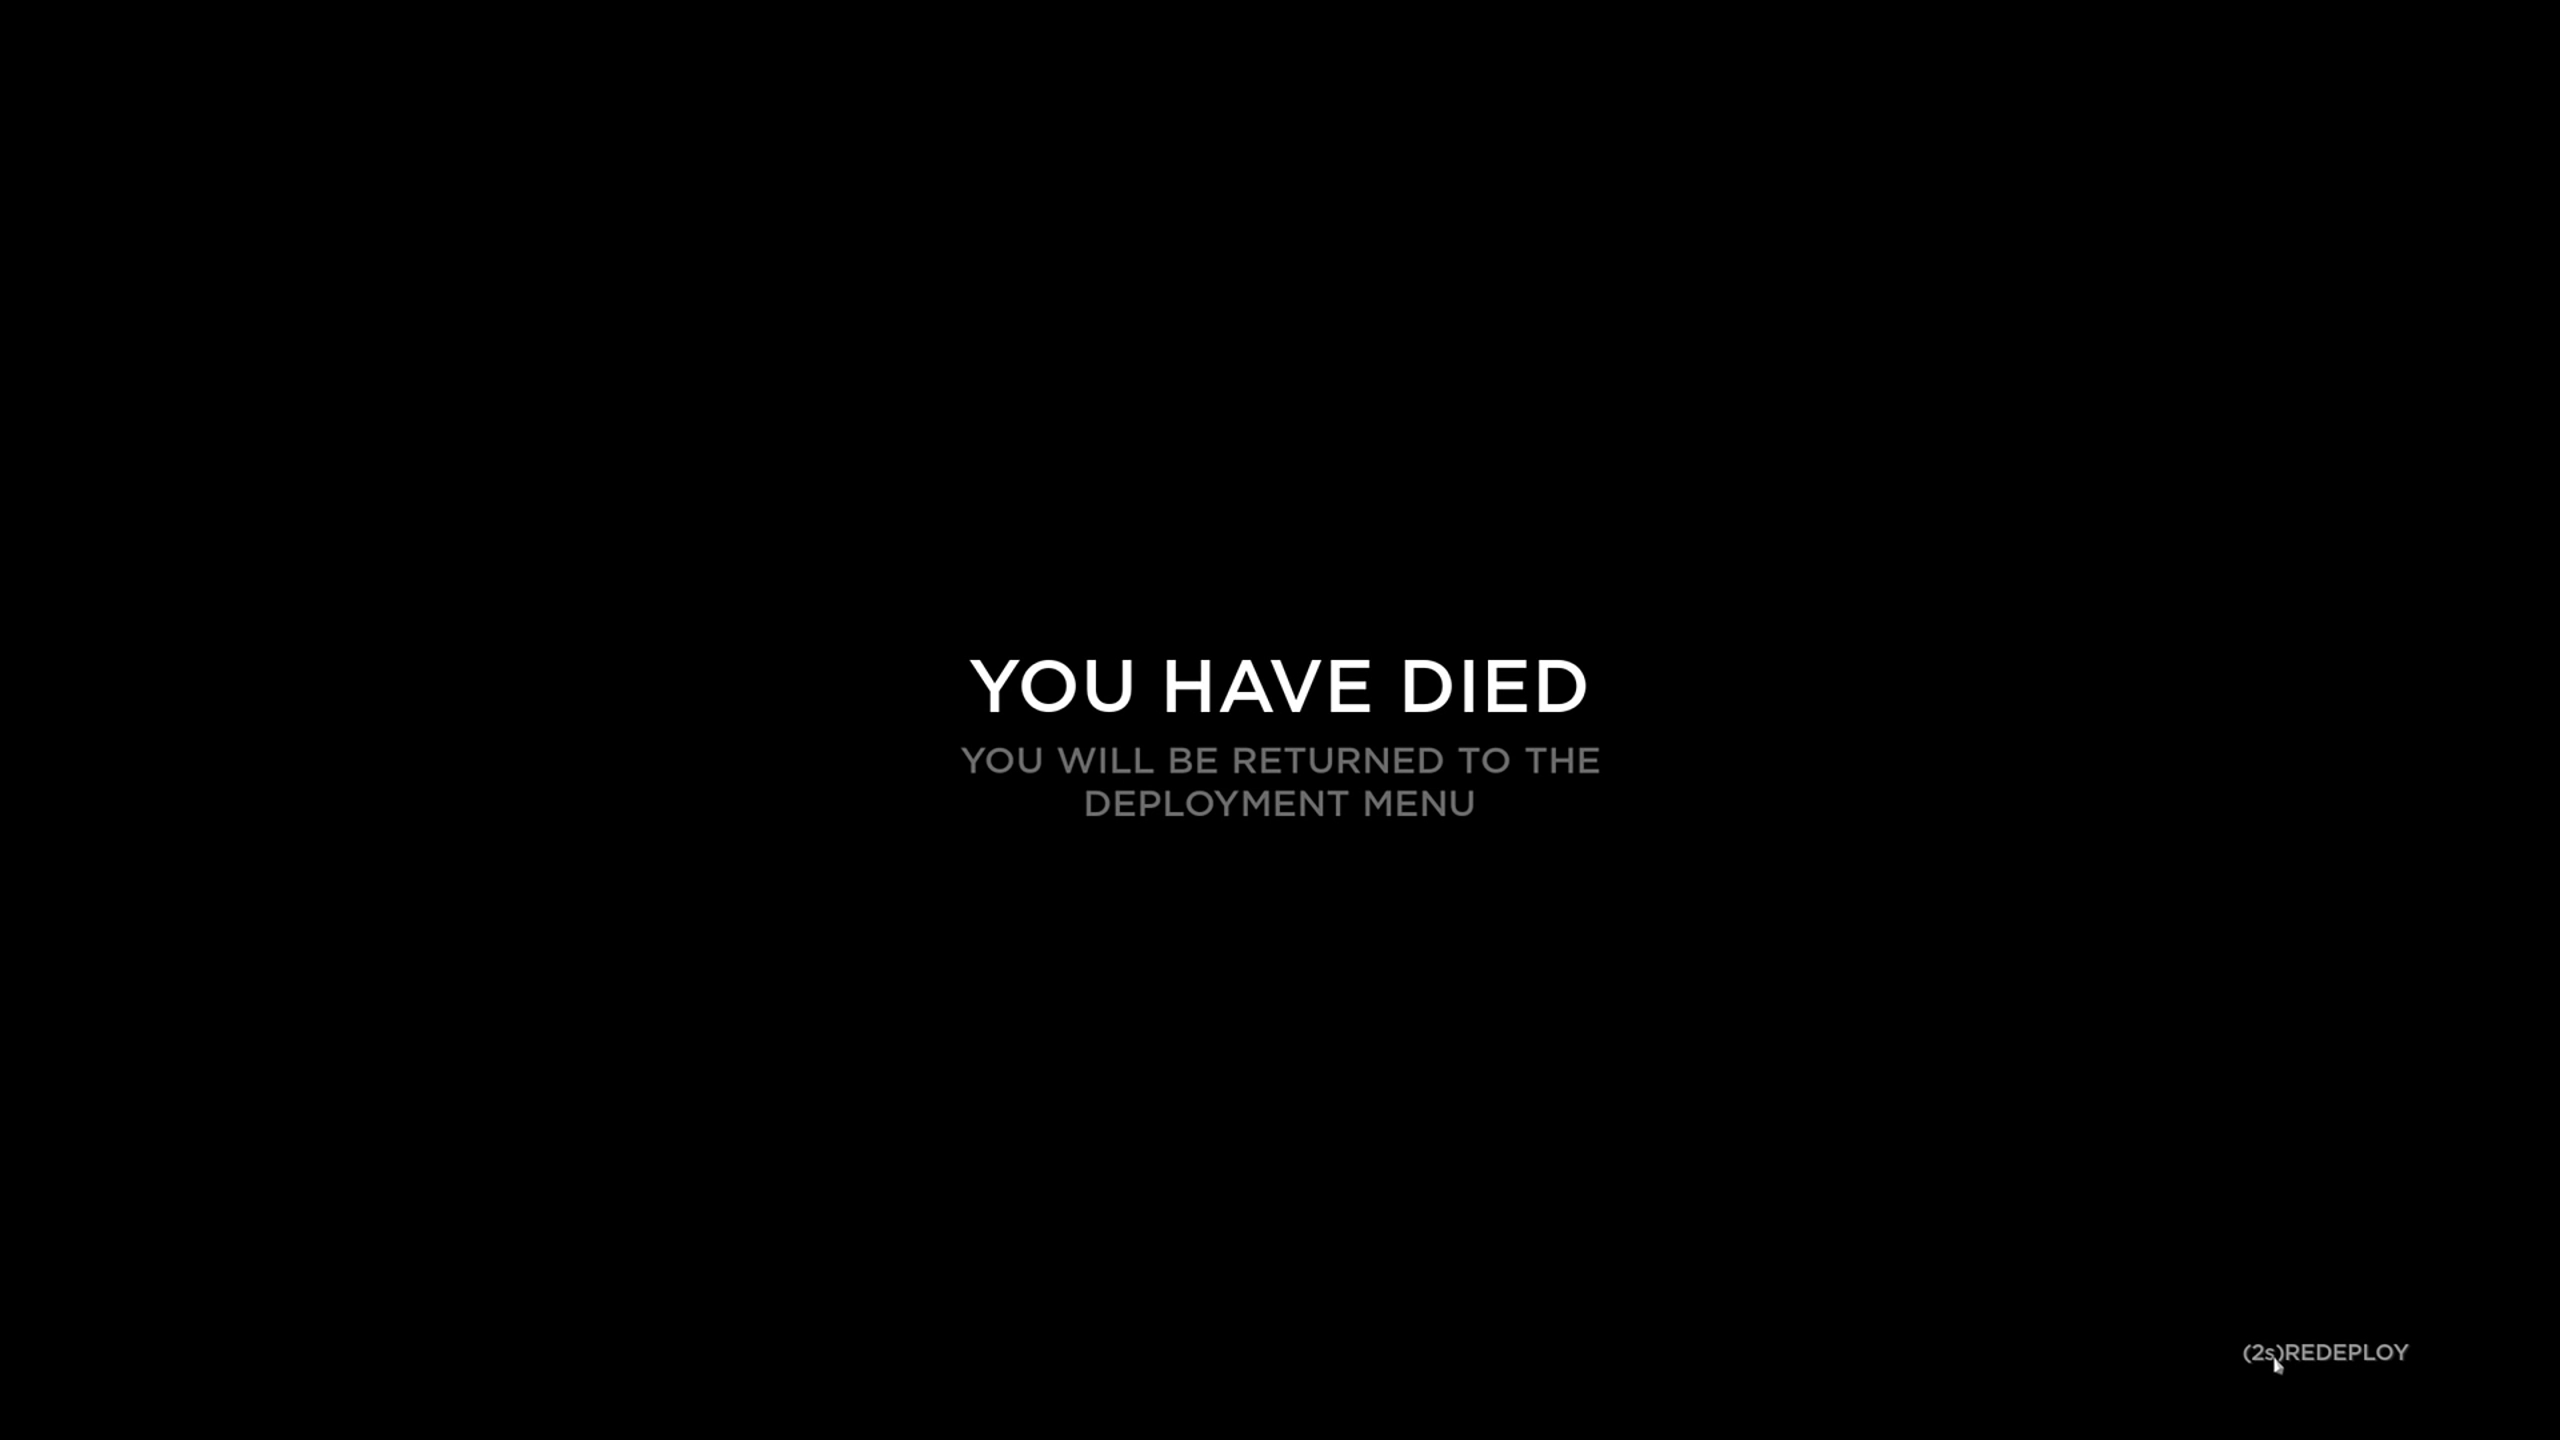 YOU HAVE DIED
YOU WILL BE RETURNED TO THE
DEPLOYMENT MENU
(2s)REDEPLOY